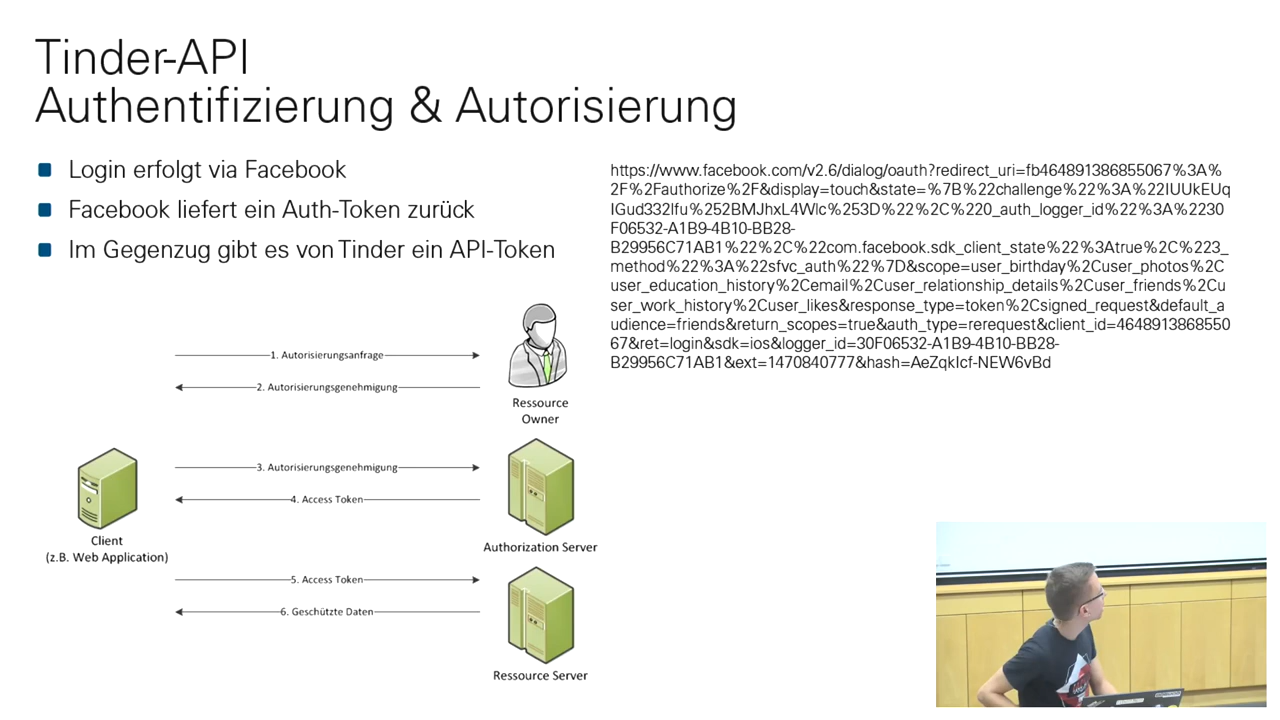 Tinder-API
Authentifizierung & Autorisierung
Login erfolgt via Facebook
Facebook liefert ein Auth-Token zurück
Im Gegenzug gibt es von Tinder ein API-Token
https://www.facebook.com/v2.6/dialog/oauth?redirect_uri=fb464891386855067%3A%
2F%2Fauthorize%2F&display=touch&state=%7B%22challenge%22%3A%22IUUkEUq
IGud332lfu%252BMJhxL4Wlc%253D%22%2C%220_auth_logger_id%22%3A%2230
F06532-A1B9-4B10-BB28-
B29956C71AB1%22%2C%22com.facebook.sdk_client_state%22%3Atrue%2C%223_
method%22%3A%22sfvc_auth%22%7D&scope=user_birthday%2Cuser_photos%2C
user_education_history%2Cemail%2Cuser_relationship_details%2Cuser_friends%2Cu
ser_work_history%2Cuser_likes&response_type=token%2Csigned_request&default_a
udience=friends&return_scopes=true&auth_type=rerequest&client_id=4648913868550
67&ret=login&sdk=ios&logger_id=30F06532-A1B9-4B10-BB28-
B29956C71AB1&ext=1470840777&hash=AeZqkIcf-NEW6vBd
1. Autorisierungsanfrage
2. Autorisierungsgenehmigung
Ressource
Owner
3. Autorisierungsgenehmigung
4. Access Token
Client
(z.B. Web Application)
Authorization Server
5. Access Token
6. Geschützte Daten
Ressource Server